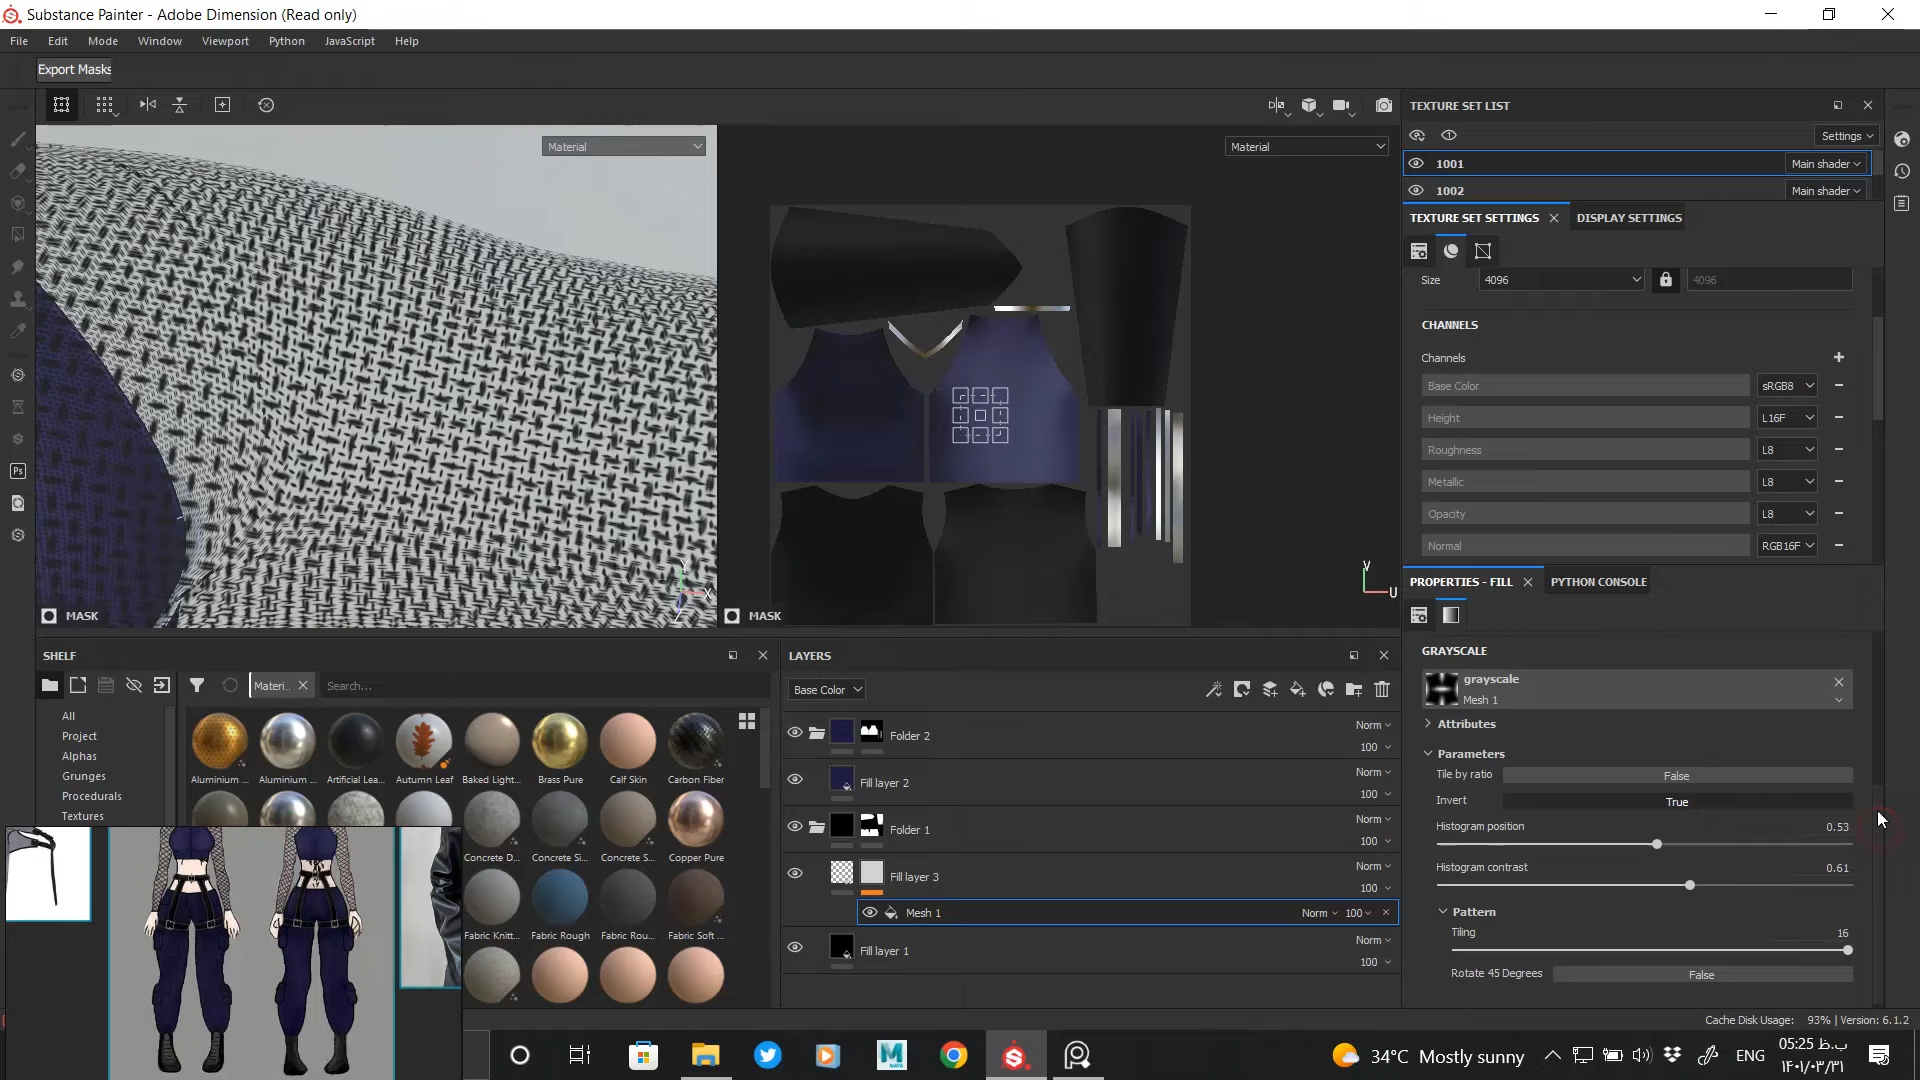 Substance Painter - Adobe Dimension (Read only)
File Edit Mode Window Viewport Python JavaScript Help
Export Masks
Material
Material
Y
X
Z
V
U
MASK
MASK
TEXTURE SET LIST
Settings
1001 Main shader
1002 Main shader
TEXTURE SET SETTINGS
DISPLAY SETTINGS
Size 4096 4096
CHANNELS
Channels
Base Color sRGB8
Height L16F
Roughness L8
Metallic L8
Opacity L8
Normal RGB16F
PROPERTIES - FILL
PYTHON CONSOLE
GRAYSCALE
grayscale
Mesh 1
Attributes
Parameters
Tile by ratio False
Invert True
Histogram position 0.53
Histogram contrast 0.61
Pattern
Tiling 16
Rotate 45 Degrees False
SHELF
Materi..
Search...
All
Project
Alphas
Grunges
Procedurals
Textures
Aluminium ... Aluminium ... Artificial Lea... Autumn Leaf Baked Light... Brass Pure Calf Skin Carbon Fiber
Concrete D... Concrete Si... Concrete S... Copper Pure
Fabric Knitt... Fabric Rough Fabric Rou... Fabric Soft ...
LAYERS
Base Color
Folder 2 Norm 100
Fill layer 2 Norm 100
Folder 1 Norm 100
Fill layer 3 Norm 100
Mesh 1 Norm 100
Fill layer 1 Norm 100
Cache Disk Usage: 93% | Version: 6.1.2
Ps
MAYA
34°C Mostly sunny
ENG
05:25 ب.ظ
۱۴۰۱/۰۳/۳۱